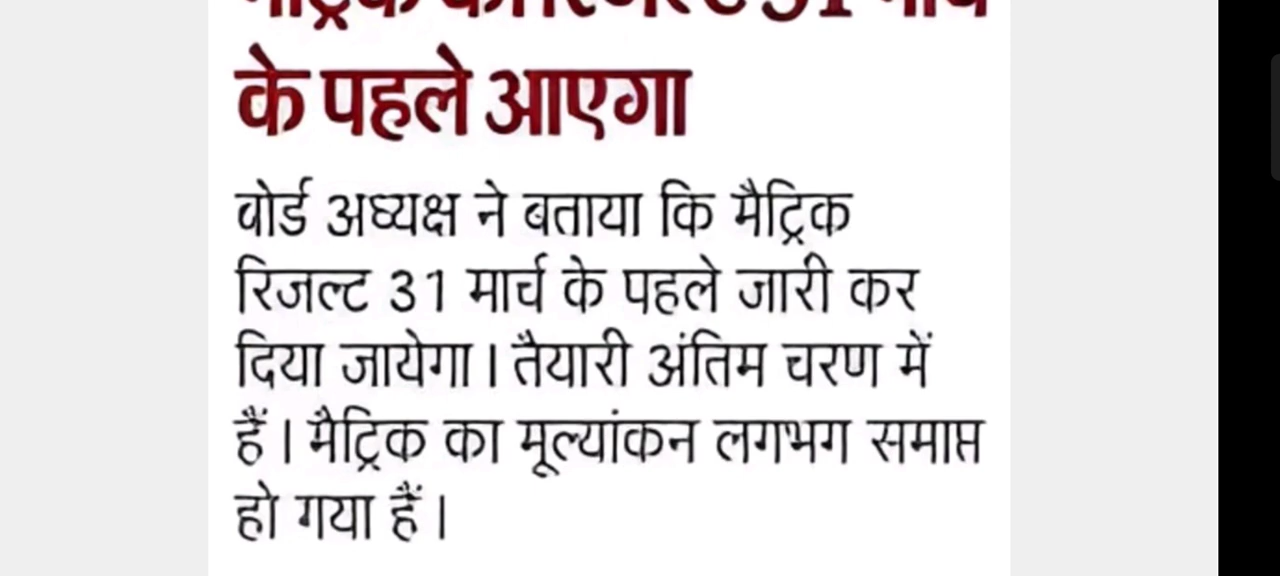 के पहले आएगा
बोर्ड अध्यक्ष ने बताया कि मैट्रिक
रिजल्ट 31 मार्च के पहले जारी कर
दिया जायेगा। तैयारी अंतिम चरण में
हैं। मैट्रिक का मूल्यांकन लगभग समाप्त
हो गया हैं।